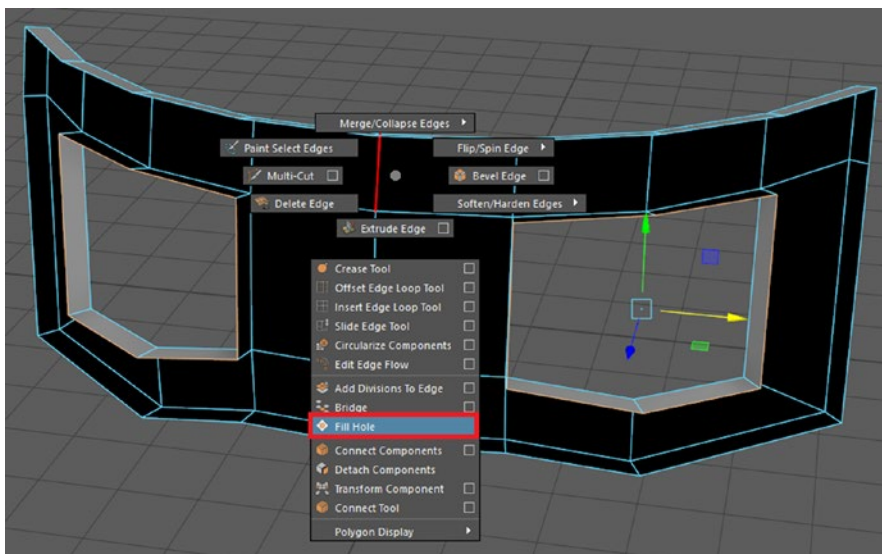 Merge/Collapse Edges
Paint Select Edges
Flip/Spin Edge
Multi-Cut
Bevel Edge
Delete Edge
Soften/Harden Edges
Extrude Edge
Crease Tool
Offset Edge Loop Tool
Insert Edge Loop Tool
Slide Edge Tool
Circularize Components
Edit Edge Flow
Add Divisions To Edge
Bridge
Fill Hole
Connect Components
Detach Components
Transform Component
Connect Tool
Polygon Display